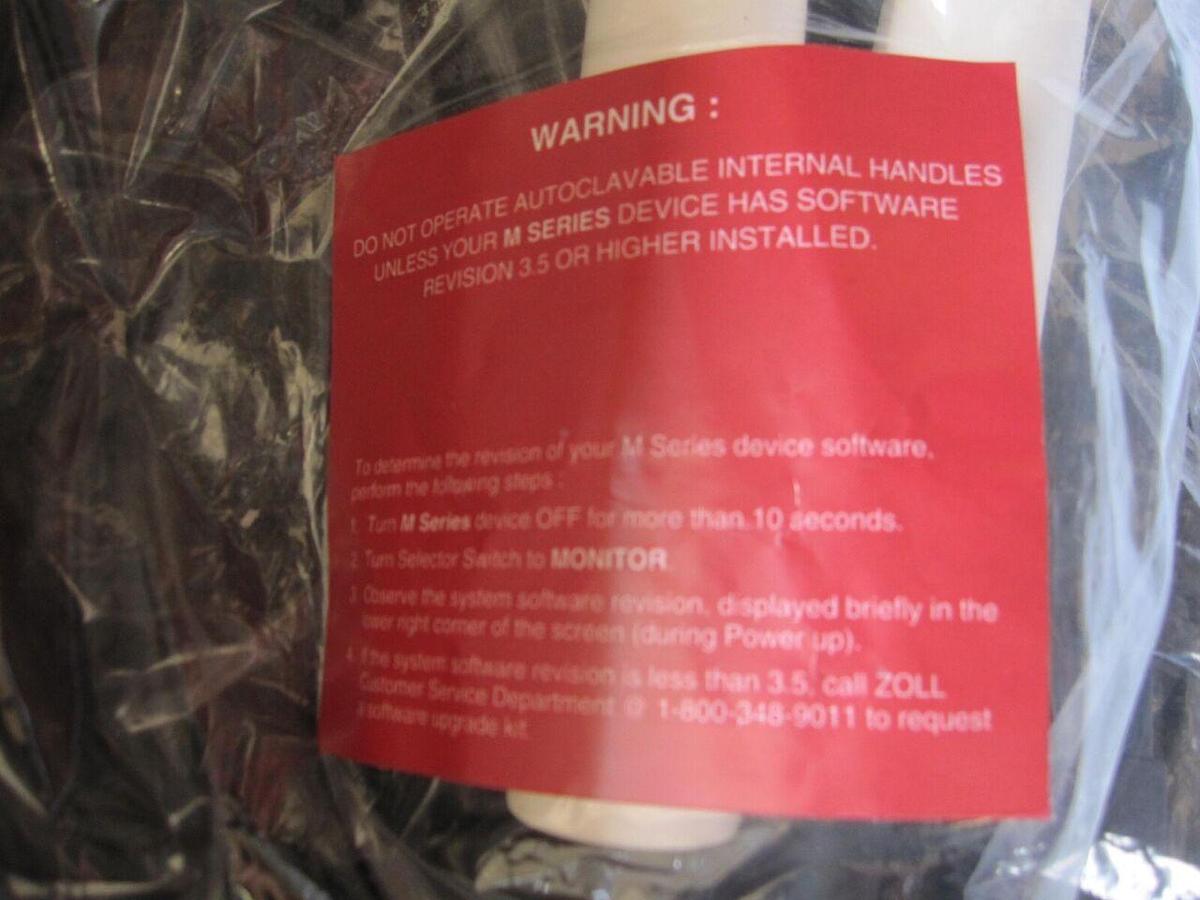 WARNING :
DO NOT OPERATE AUTOCLAVABLE INTERNAL HANDLES
UNLESS YOUR M SERIES DEVICE HAS SOFTWARE
REVISION 3.5 OR HIGHER INSTALLED.
To determine the revision of your M Series device software,
perform the following steps :
1. Turn M Series device OFF for more than 10 seconds.
2. Turn Selector Switch to MONITOR.
3. Observe the system software revision, displayed briefly in the
lower right corner of the screen (during Power up).
4. If the system software revision is less than 3.5, call ZOLL
Customer Service Department @ 1-800-348-9011 to request
a software upgrade kit.